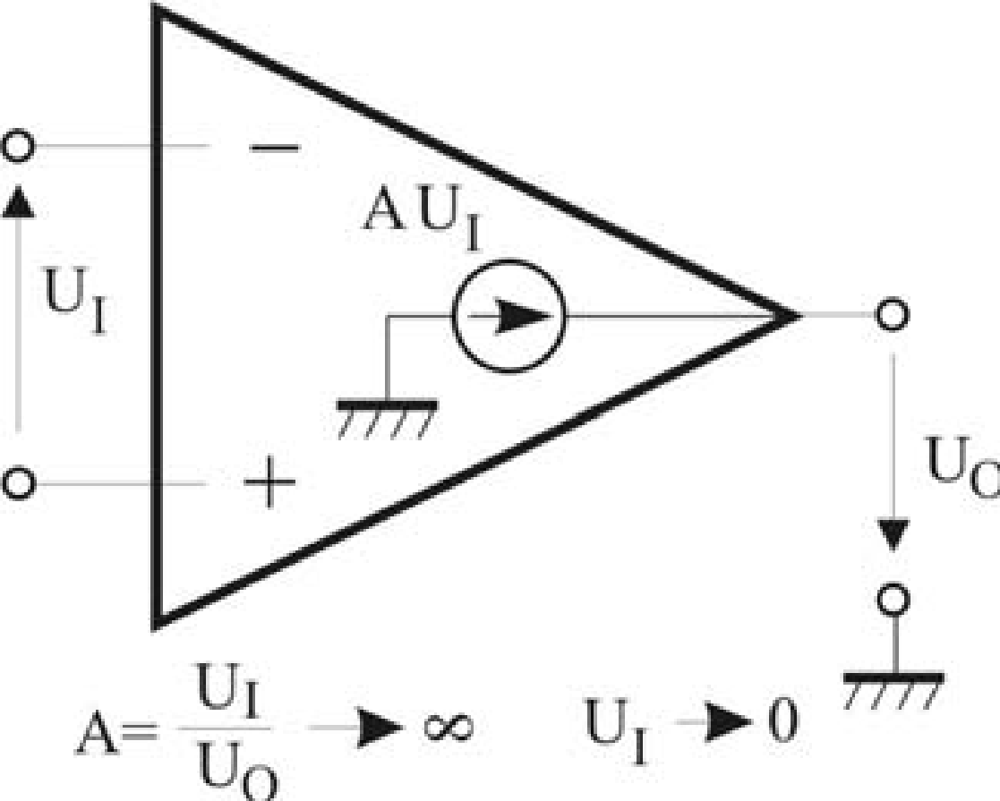 −
A U_I
U_I
+
U_O
A= U_I / U_O → ∞
U_I → 0